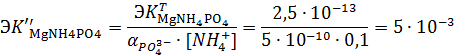 ЭК''MgNH4PO4 = ЭК^T_MgNH4PO4 / (α_PO4^3− · [NH4^+]) = 2,5 · 10^−13 / (5 · 10^−10 · 0,1) = 5 · 10^−3